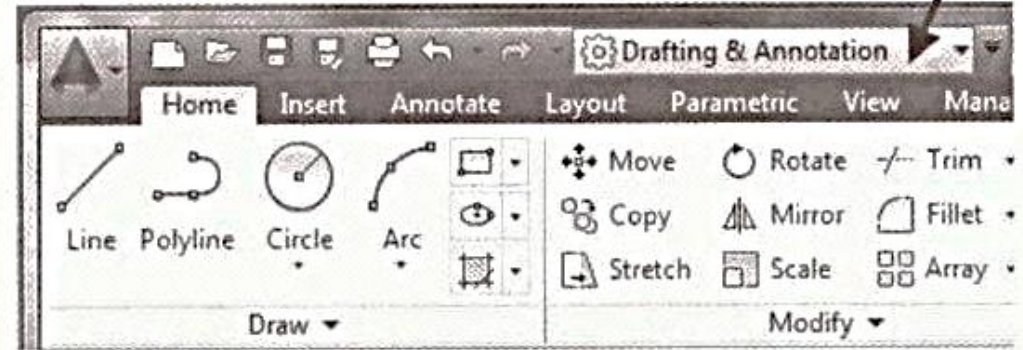 Drafting & Annotation
Home Insert Annotate Layout Parametric View Mana
Move Rotate Trim
Copy Mirror Fillet
Line Polyline Circle Arc
Stretch Scale Array
Draw Modify